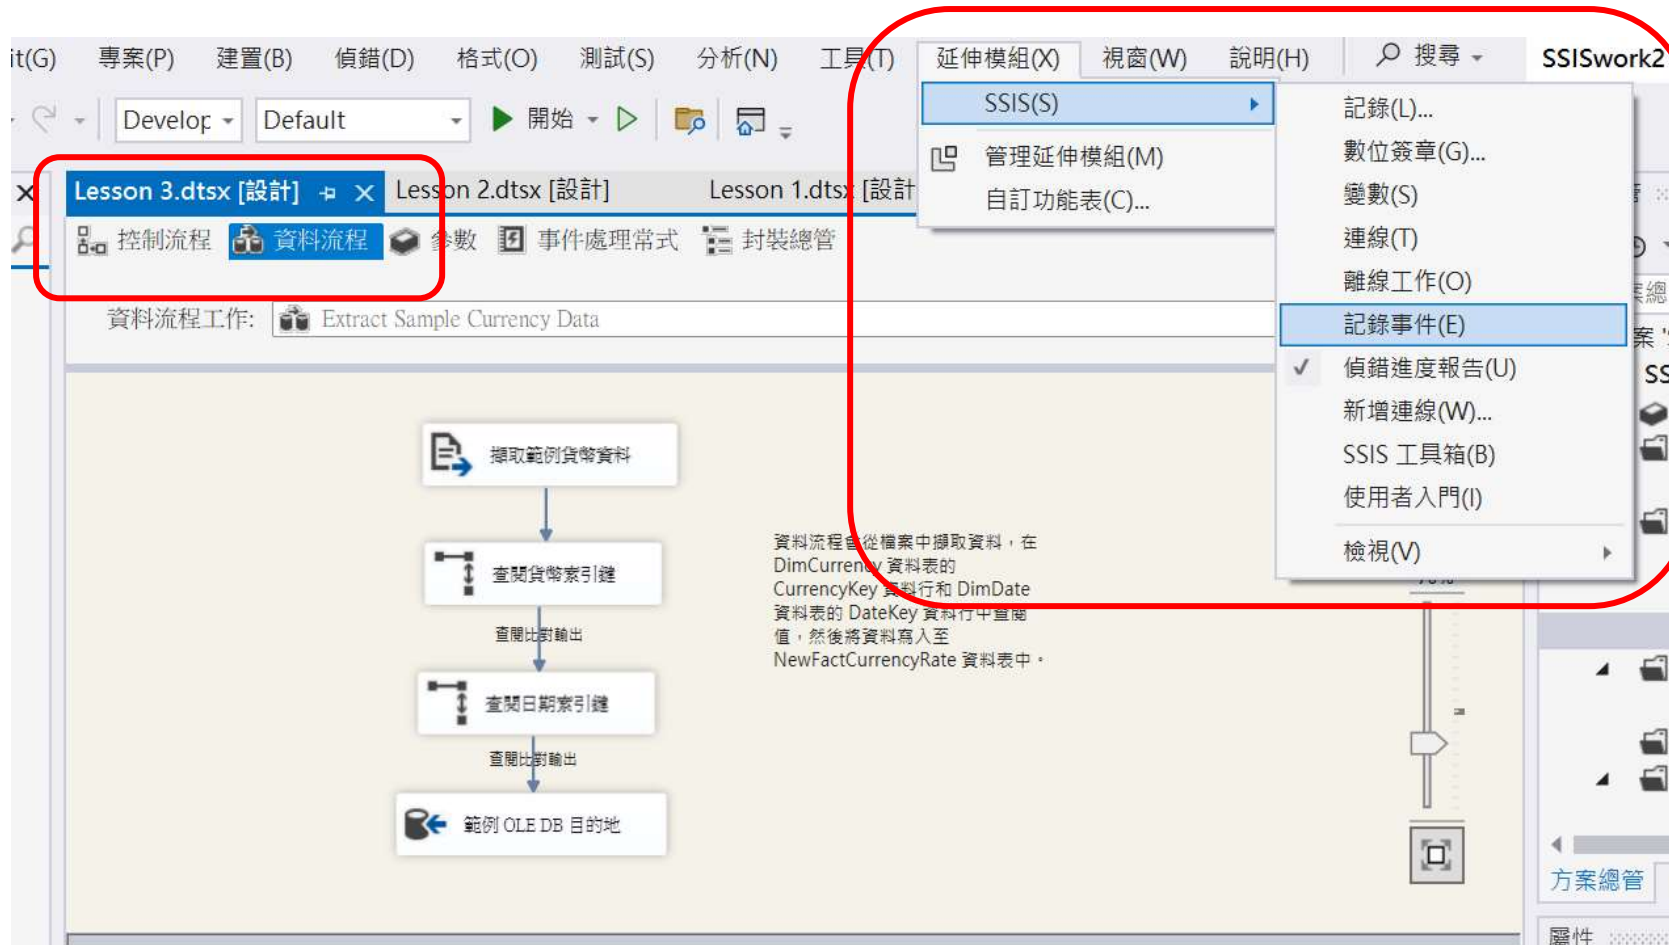 it(G) 專案(P) 建置(B) 偵錯(D) 格式(O) 測試(S) 分析(N) 工具(T) 延伸模組(X) 視窗(W) 說明(H) 搜尋 SSISwork2
Develop Default 開始
SSIS(S)
管理延伸模組(M)
自訂功能表(C)...
記錄(L)...
數位簽章(G)...
變數(S)
連線(T)
離線工作(O)
記錄事件(E)
偵錯進度報告(U)
新增連線(W)...
SSIS 工具箱(B)
使用者入門(I)
檢視(V)
Lesson 3.dtsx [設計] Lesson 2.dtsx [設計] Lesson 1.dtsx [設計
控制流程 資料流程 參數 事件處理常式 封裝總管
資料流程工作: Extract Sample Currency Data
擷取範例貨幣資料
查閱貨幣索引鍵
查閱比對輸出
查閱日期索引鍵
查閱比對輸出
範例 OLE DB 目的地
資料流程會從檔案中擷取資料，在
DimCurrency 資料表的
CurrencyKey 資料行和 DimDate
資料表的 DateKey 資料行中查閱
值，然後將資料寫入至
NewFactCurrencyRate 資料表中。
總
案 '
SS
方案總管
屬性